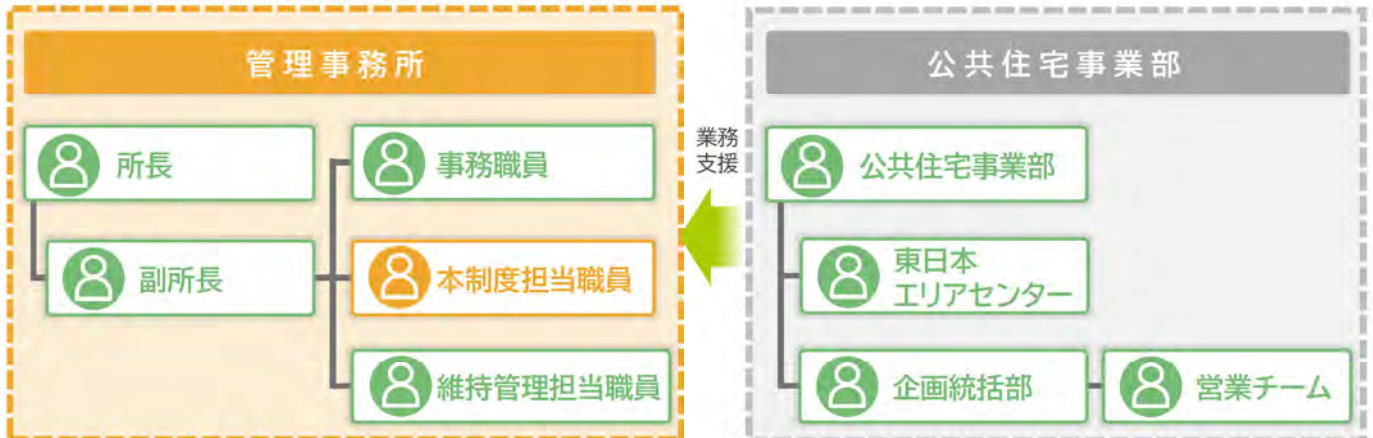 管理事務所
所長
副所長
事務職員
本制度担当職員
維持管理担当職員
業務
支援
公共住宅事業部
公共住宅事業部
東日本
エリアセンター
企画統括部
営業チーム